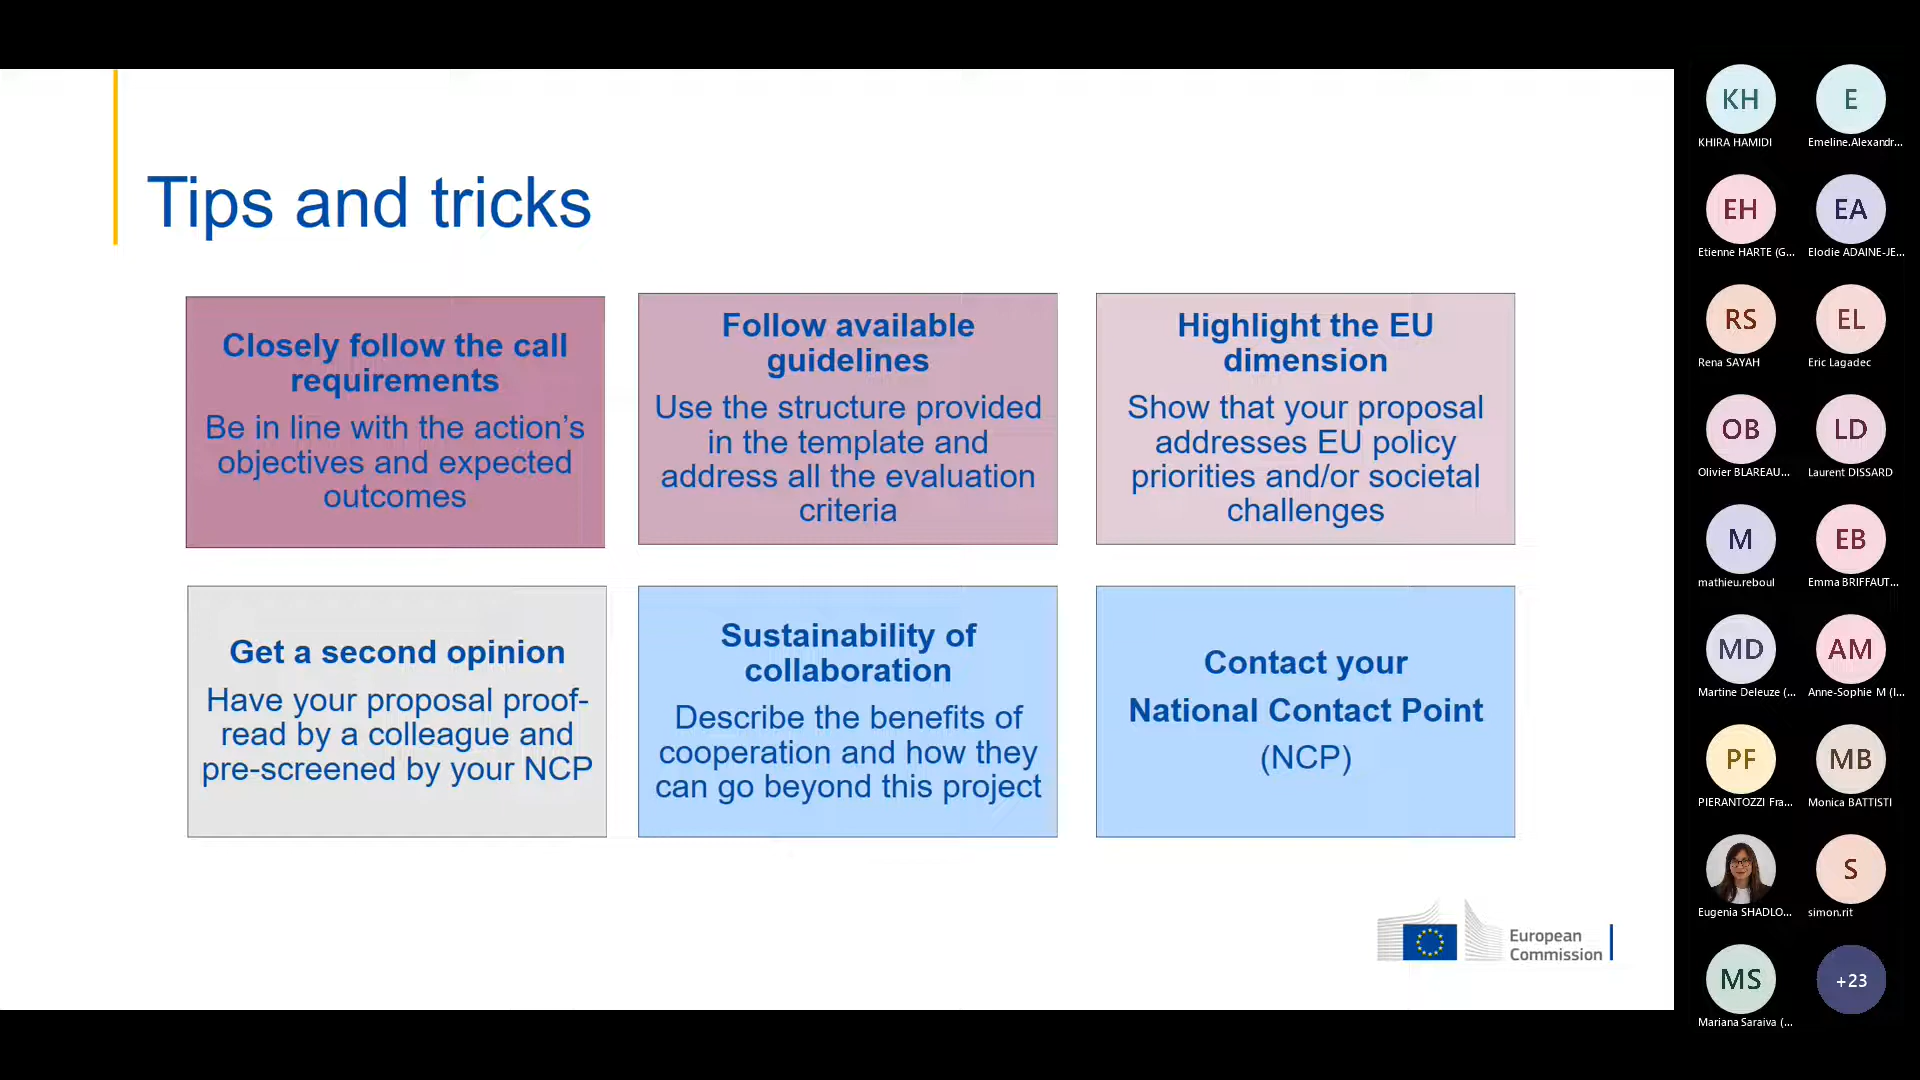 Tips and tricks
Closely follow the call
requirements
Be in line with the action’s
objectives and expected
outcomes
Follow available
guidelines
Use the structure provided
in the template and
address all the evaluation
criteria
Highlight the EU
dimension
Show that your proposal
addresses EU policy
priorities and/or societal
challenges
Get a second opinion
Have your proposal proof-
read by a colleague and
pre-screened by your NCP
Sustainability of
collaboration
Describe the benefits of
cooperation and how they
can go beyond this project
Contact your
National Contact Point
(NCP)
European
Commission
KH
KHIRA HAMIDI
E
Emeline.Alexandr...
EH
Etienne HARTE (G...
EA
Elodie ADAINE-JE...
RS
Rena SAYAH
EL
Eric Lagadec
OB
Olivier BLAREAU...
LD
Laurent DISSARD
M
mathieu.reboul
EB
Emma BRIFFAUT...
MD
Martine Deleuze (...
AM
Anne-Sophie M (I...
PF
PIERANTOZZI Fra...
MB
Monica BATTISTI
Eugenia SHADLO...
S
simon.rit
MS
Mariana Saraiva (...
+23